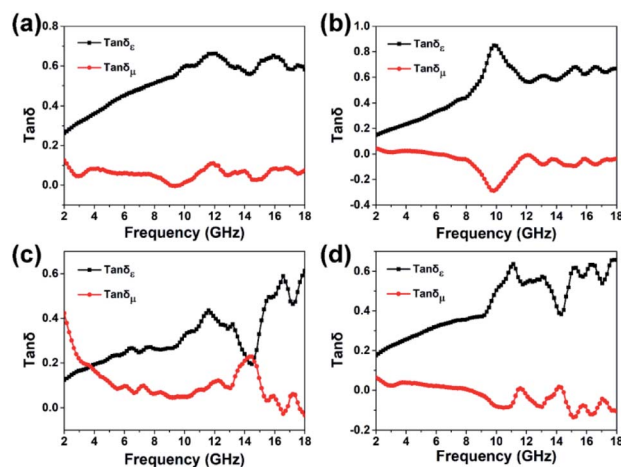 (a)
Tanδε
Tanδμ
Tanδ
0.8
0.6
0.4
0.2
0.0
2 4 6 8 10 12 14 16 18
Frequency (GHz)
(b)
Tanδε
Tanδμ
1.0
0.8
0.6
0.4
0.2
0.0
-0.2
-0.4
2 4 6 8 10 12 14 16 18
Frequency (GHz)
(c)
Tanδε
Tanδμ
Tanδ
0.6
0.4
0.2
0.0
2 4 6 8 10 12 14 16 18
Frequency (GHz)
(d)
Tanδε
Tanδμ
Tanδ
0.6
0.4
0.2
0.0
-0.2
2 4 6 8 10 12 14 16 18
Frequency (GHz)